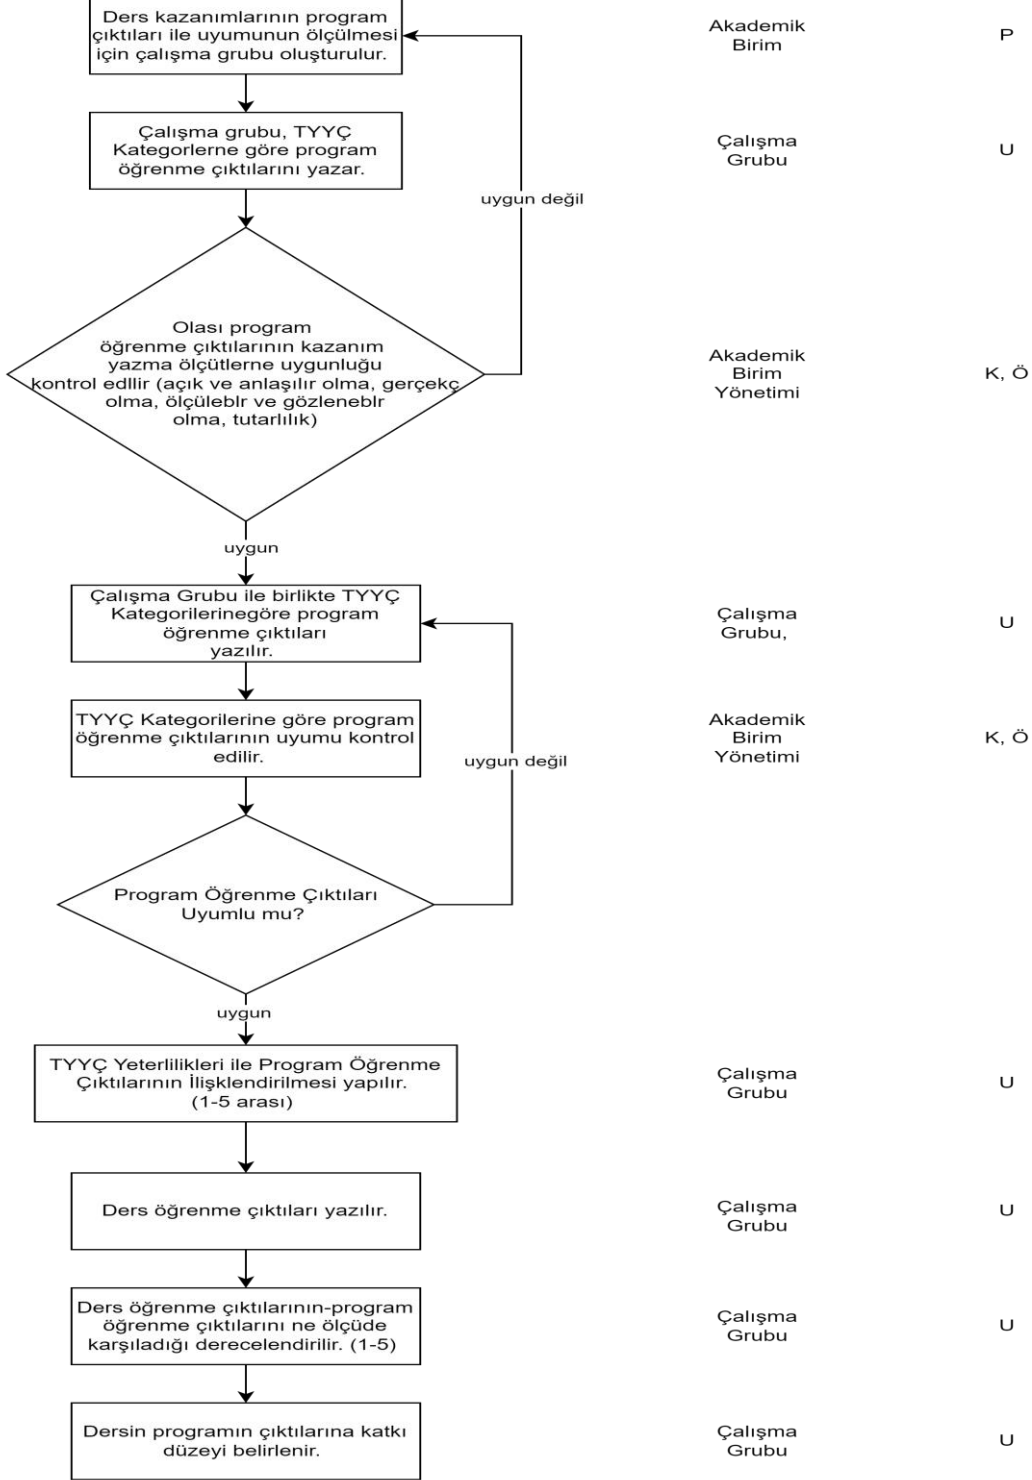 Ders kazanımlarının program
çıktıları ile uyumunun ölçülmesi
için çalışma grubu oluşturulur.
Akademik
Birim
P
Çalışma grubu, TYYÇ
Kategorlerne göre program
öğrenme çıktılarını yazar.
Çalışma
Grubu
U
uygun değil
Olası program
öğrenme çıktılarının kazanım
yazma ölçütlerne uygunluğu
kontrol edllir (açık ve anlaşılır olma, gerçekç
olma, ölçüleblr ve gözleneblr
olma, tutarlılık)
Akademik
Birim
Yönetimi
K, Ö
uygun
Çalışma Grubu ile birlikte TYYÇ
Kategorilerinegöre program
öğrenme çıktıları
yazılır.
Çalışma
Grubu,
U
TYYÇ Kategorilerine göre program
öğrenme çıktılarının uyumu kontrol
edilir.
Akademik
Birim
Yönetimi
K, Ö
uygun değil
Program Öğrenme Çıktıları
Uyumlu mu?
uygun
TYYÇ Yeterlilikleri ile Program Öğrenme
Çıktılarının İlişklendirilmesi yapılır.
(1-5 arası)
Çalışma
Grubu
U
Ders öğrenme çıktıları yazılır.
Çalışma
Grubu
U
Ders öğrenme çıktılarının-program
öğrenme çıktılarını ne ölçüde
karşıladığı derecelendirilir. (1-5)
Çalışma
Grubu
U
Dersin programın çıktılarına katkı
düzeyi belirlenir.
Çalışma
Grubu
U